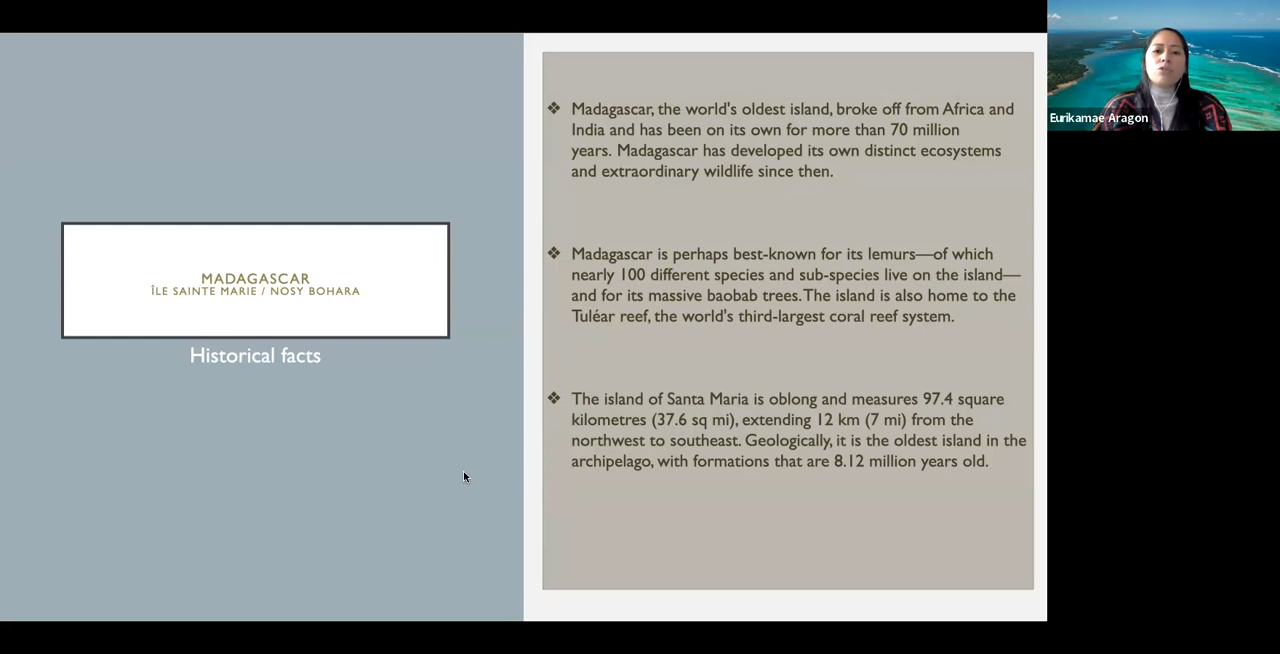 MADAGASCAR
ÎLE SAINTE MARIE / NOSY BOHARA
Historical facts
❖ Madagascar, the world's oldest island, broke off from Africa and
India and has been on its own for more than 70 million
years. Madagascar has developed its own distinct ecosystems
and extraordinary wildlife since then.
❖ Madagascar is perhaps best-known for its lemurs—of which
nearly 100 different species and sub-species live on the island—
and for its massive baobab trees. The island is also home to the
Tuléar reef, the world's third-largest coral reef system.
❖ The island of Santa Maria is oblong and measures 97.4 square
kilometres (37.6 sq mi), extending 12 km (7 mi) from the
northwest to southeast. Geologically, it is the oldest island in the
archipelago, with formations that are 8.12 million years old.
Eurikamae Aragon